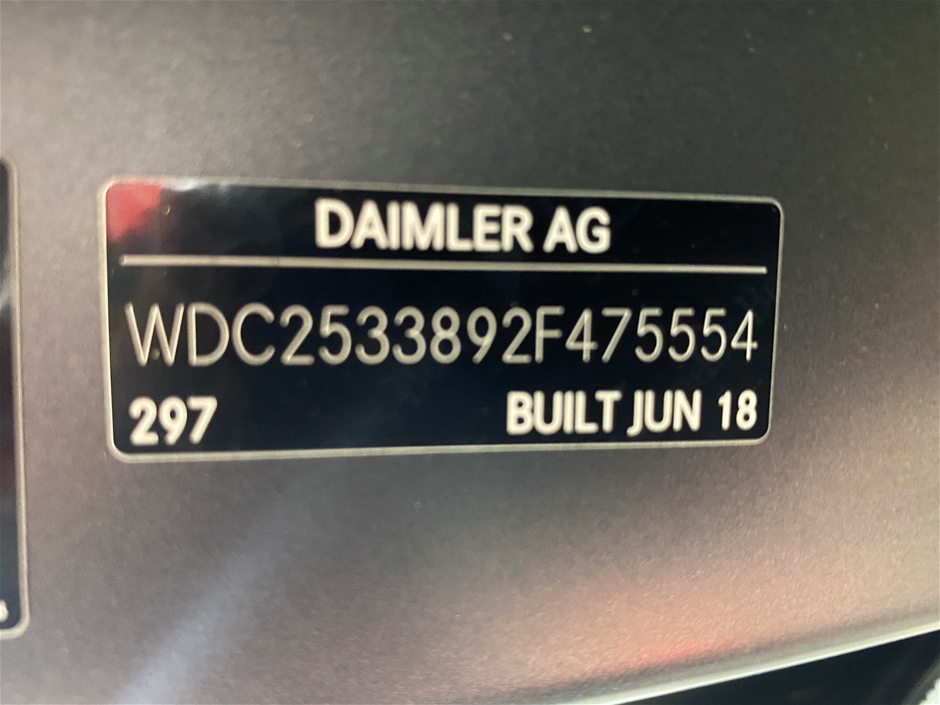 DAIMLER AG
WDC2533892F475554
297 BUILT JUN 18